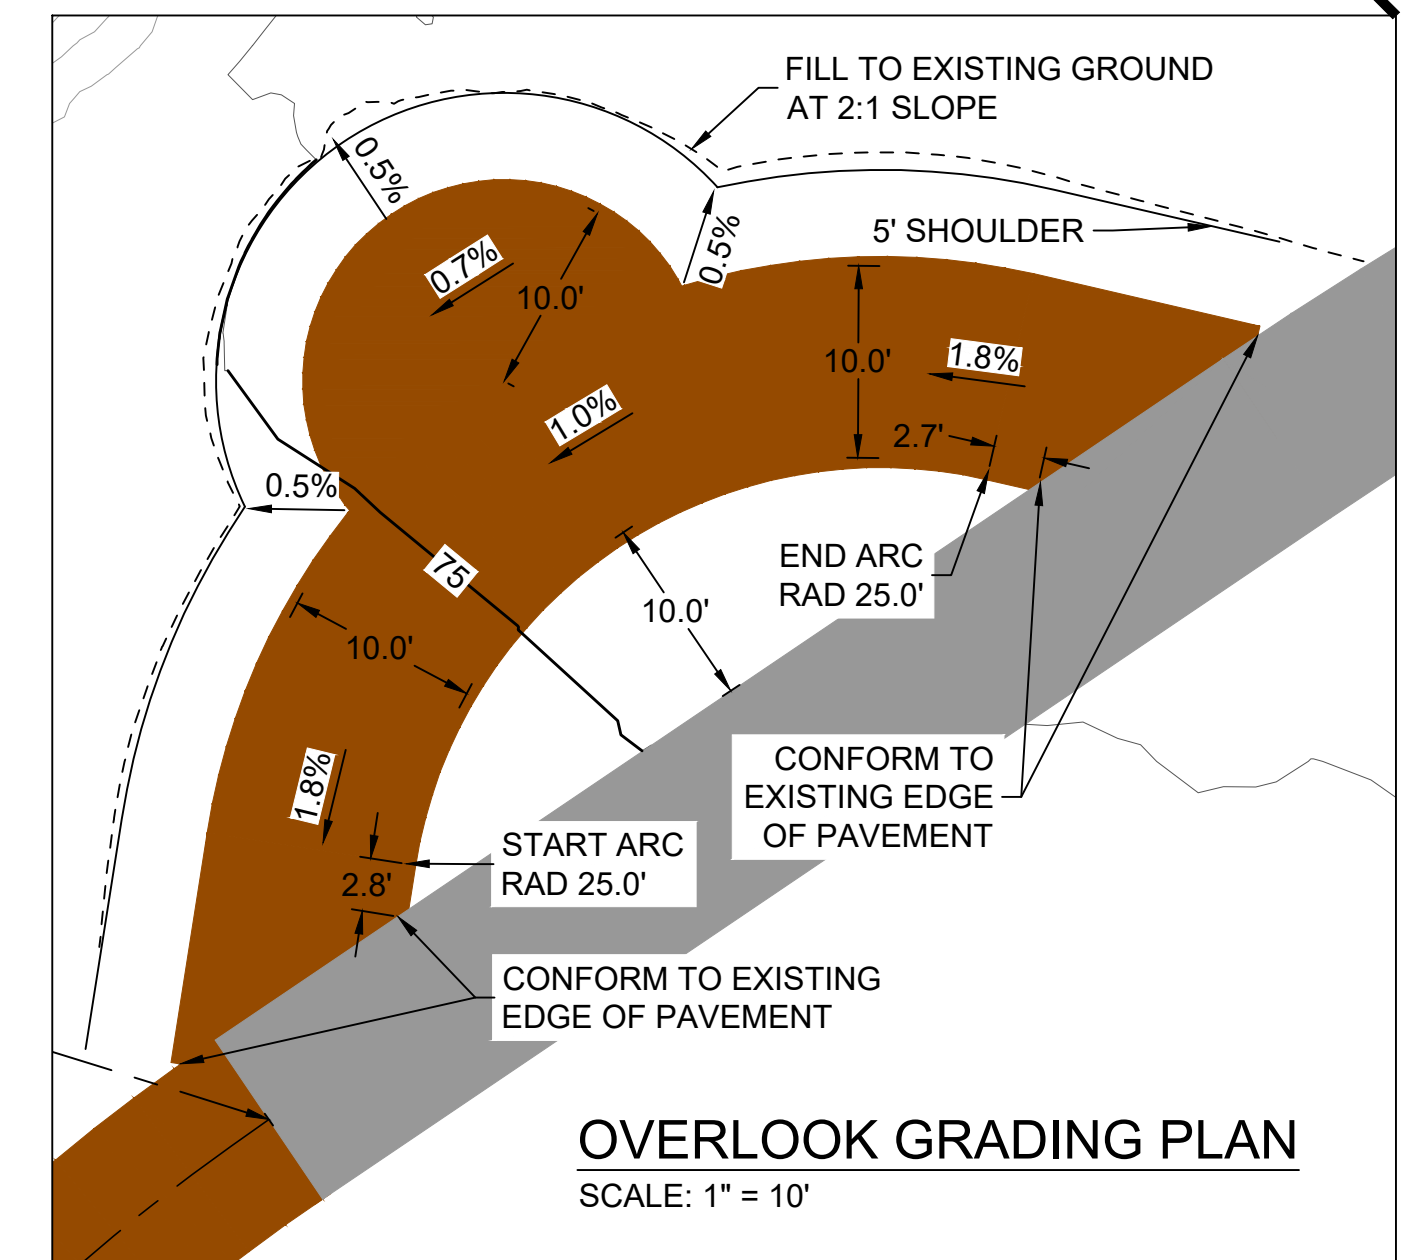 FILL TO EXISTING GROUND
AT 2:1 SLOPE
0.5%
0.5%
5' SHOULDER
0.7%
10.0'
10.0'
1.8%
1.0%
2.7'
0.5%
END ARC
RAD 25.0'
75
10.0'
10.0'
1.8%
CONFORM TO
EXISTING EDGE
OF PAVEMENT
START ARC
RAD 25.0'
2.8'
CONFORM TO EXISTING
EDGE OF PAVEMENT
OVERLOOK GRADING PLAN
SCALE: 1" = 10'